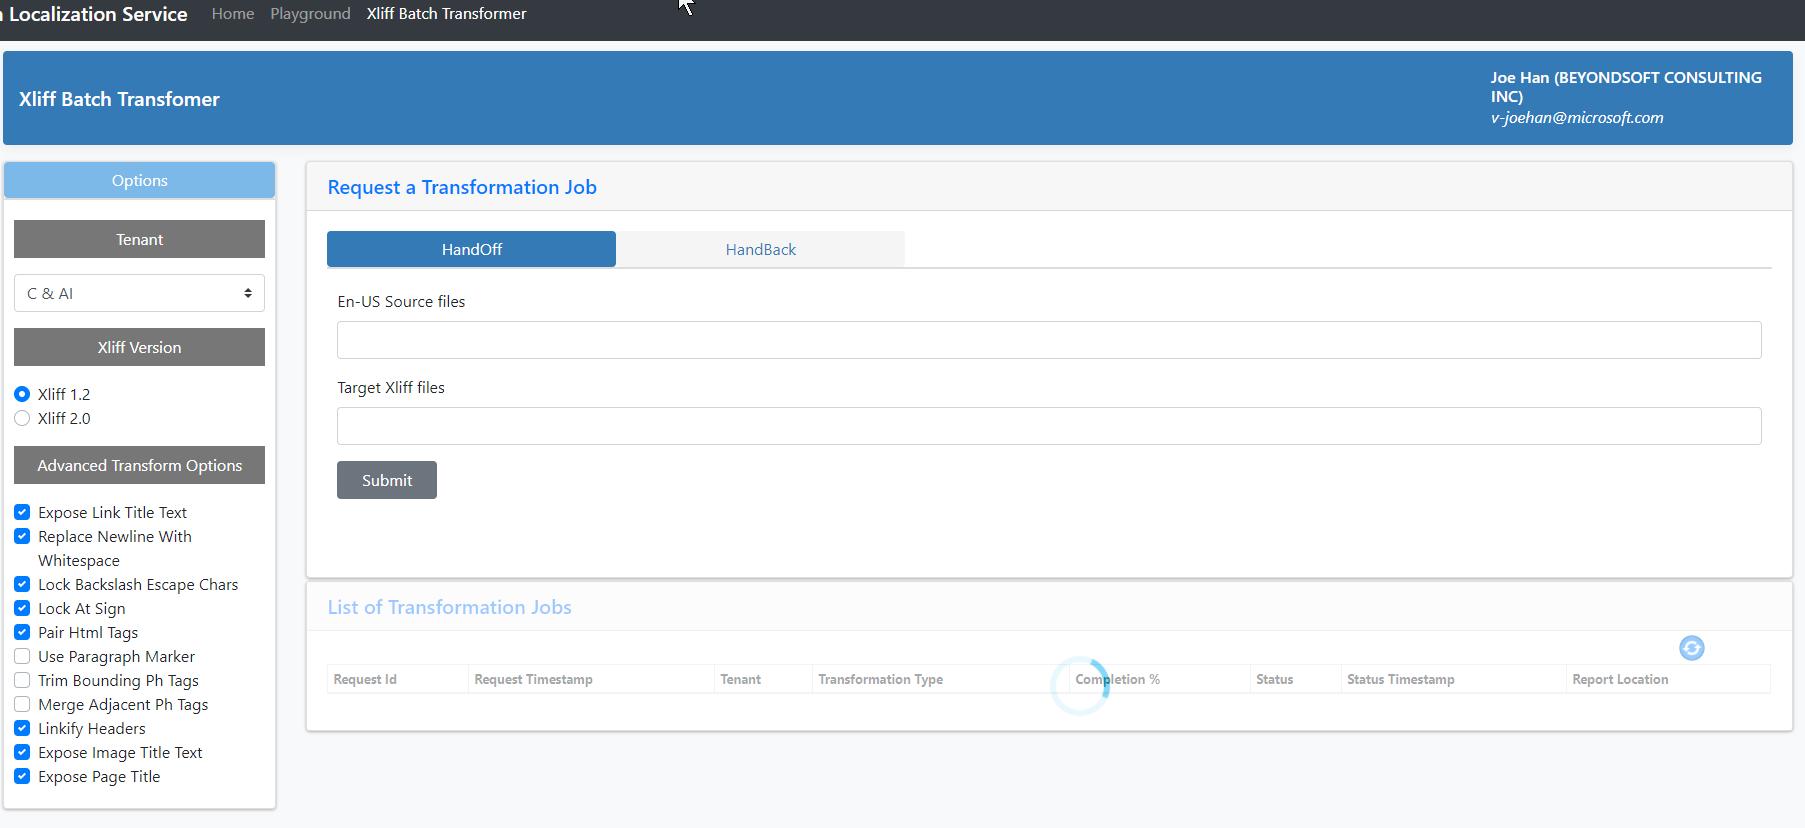 Localization Service Home Playground Xliff Batch Transformer
Xliff Batch Transfomer
Joe Han (BEYONDSOFT CONSULTING
INC)
v-joehan@microsoft.com
Options
Tenant
C & AI
Xliff Version
Xliff 1.2
Xliff 2.0
Advanced Transform Options
Expose Link Title Text
Replace Newline With
Whitespace
Lock Backslash Escape Chars
Lock At Sign
Pair Html Tags
Use Paragraph Marker
Trim Bounding Ph Tags
Merge Adjacent Ph Tags
Linkify Headers
Expose Image Title Text
Expose Page Title
Request a Transformation Job
HandOff HandBack
En-US Source files
Target Xliff files
Submit
List of Transformation Jobs
Request Id Request Timestamp Tenant Transformation Type Completion % Status Status Timestamp Report Location